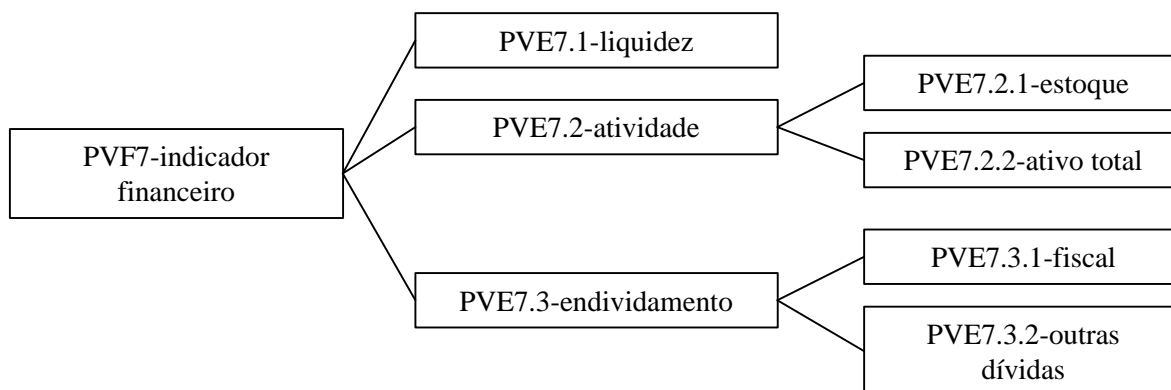 PVE7.1-liquidez
PVE7.2.1-estoque
PVE7.2-atividade
PVF7-indicador
financeiro
PVE7.2.2-ativo total
PVE7.3.1-fiscal
PVE7.3-endividamento
PVE7.3.2-outras
dívidas